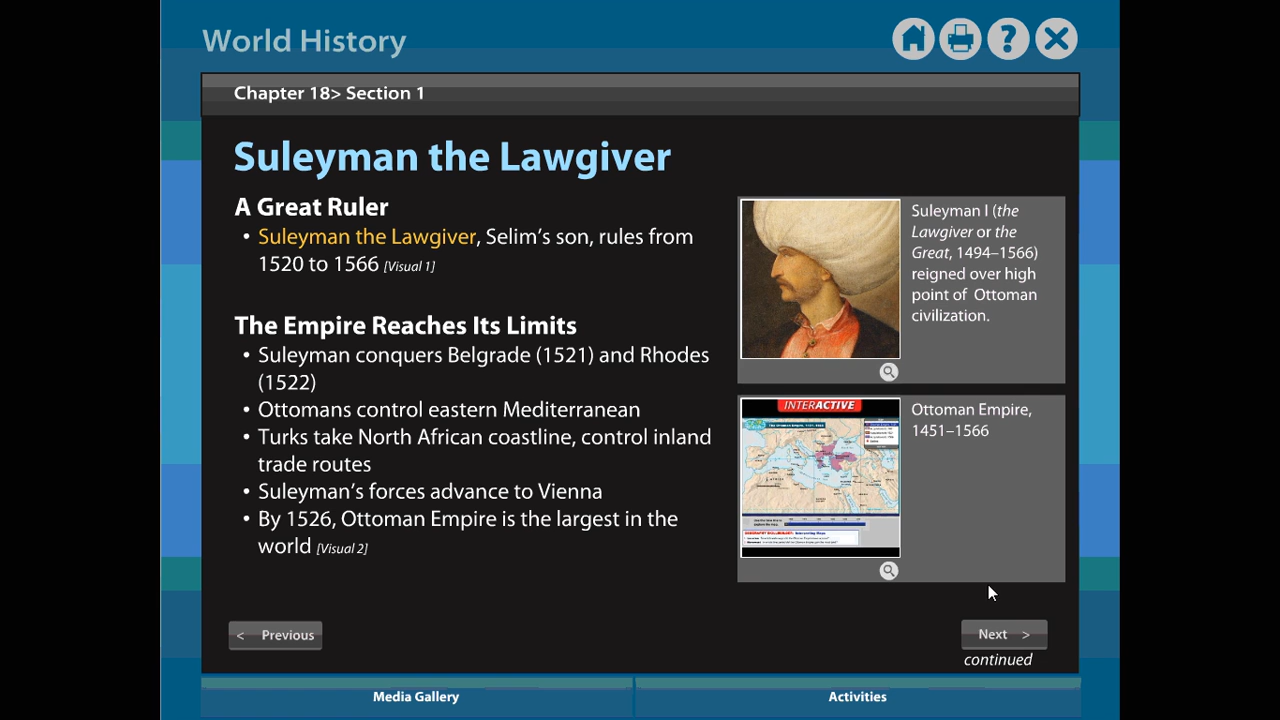 World History
Chapter 18> Section 1
Suleyman the Lawgiver
A Great Ruler
• Suleyman the Lawgiver, Selim's son, rules from
1520 to 1566 [Visual 1]
The Empire Reaches Its Limits
• Suleyman conquers Belgrade (1521) and Rhodes
(1522)
• Ottomans control eastern Mediterranean
• Turks take North African coastline, control inland
trade routes
• Suleyman's forces advance to Vienna
• By 1526, Ottoman Empire is the largest in the
world [Visual 2]
Suleyman I (the
Lawgiver or the
Great, 1494–1566)
reigned over high
point of Ottoman
civilization.
INTERACTIVE
Ottoman Empire,
1451–1566
< Previous
Next >
continued
Media Gallery
Activities